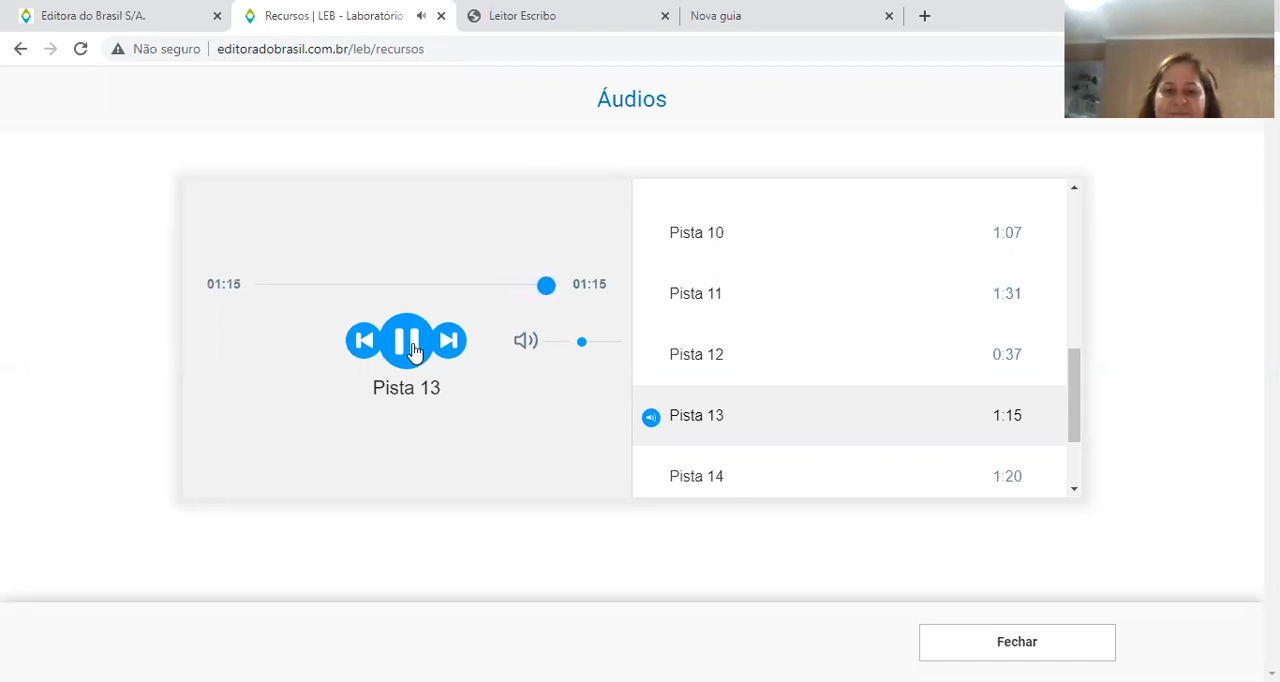 Editora do Brasil S/A.
Recursos | LEB - Laboratório
Leitor Escribo
Nova guia
Não seguro
editoradobrasil.com.br/leb/recursos
Áudios
01:15
01:15
Pista 13
Pista 10 1:07
Pista 11 1:31
Pista 12 0:37
Pista 13 1:15
Pista 14 1:20
Fechar